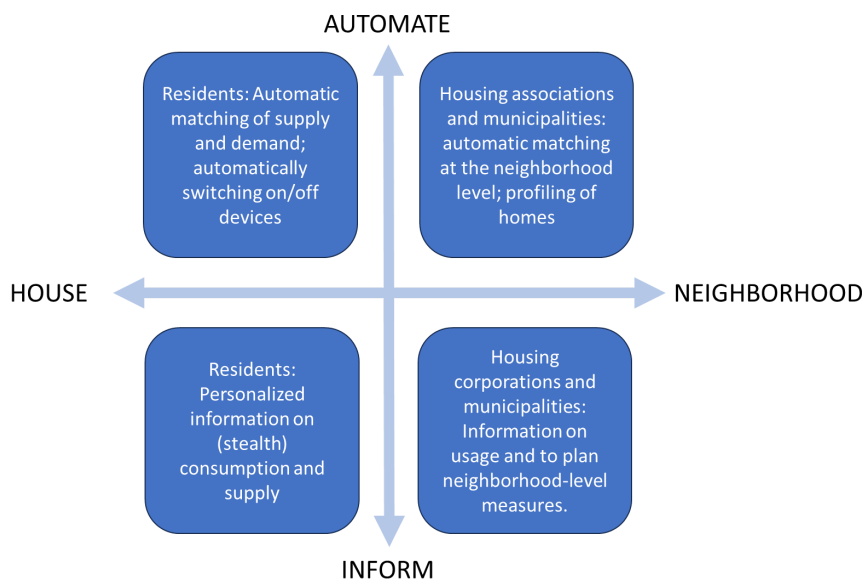 AUTOMATE
Residents: Automatic
matching of supply
and demand;
automatically
switching on/off
devices
Housing associations
and municipalities:
automatic matching
at the neighborhood
level; profiling of
homes
HOUSE
NEIGHBORHOOD
Residents:
Personalized
information on
(stealth)
consumption and
supply
Housing
corporations and
municipalities:
Information on
usage and to plan
neighborhood-level
measures.
INFORM